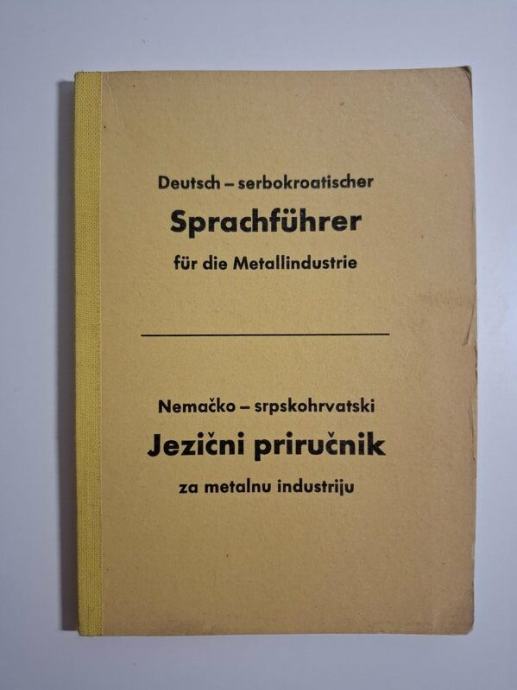 Deutsch – serbokroatischer
Sprachführer
für die Metallindustrie
Nemačko – srpskohrvatski
Jezični priručnik
za metalnu industriju